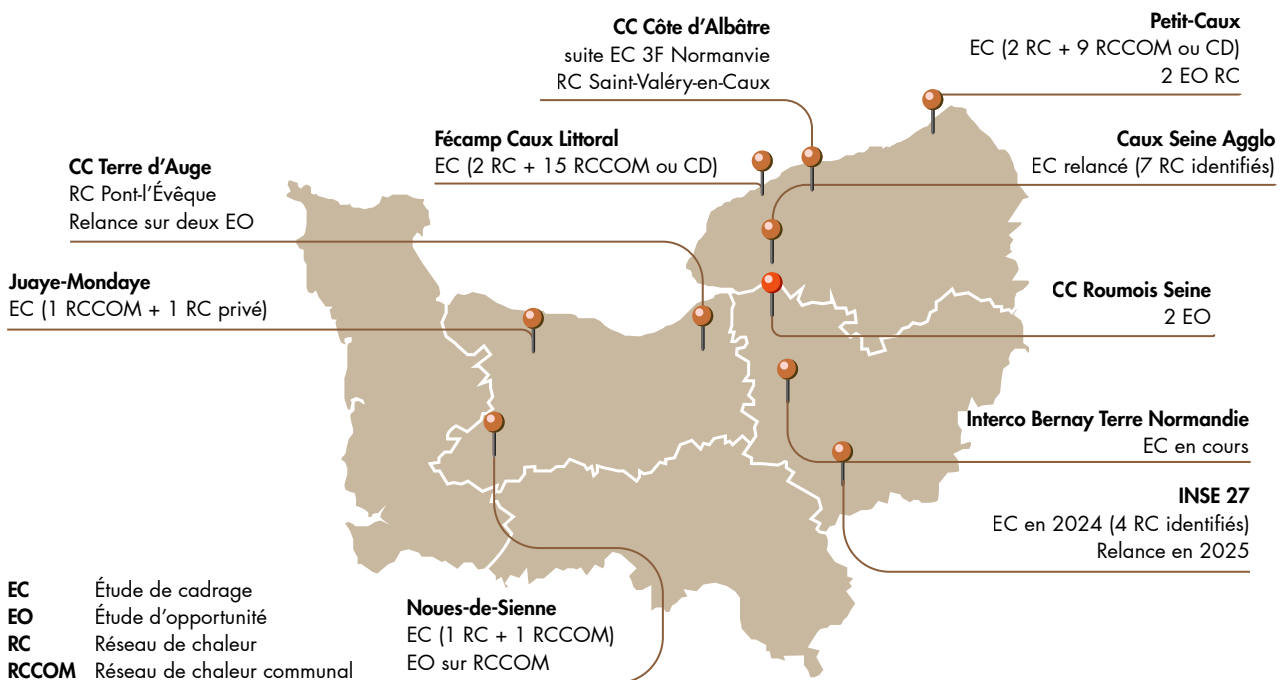 CC Côte d'Albâtre
suite EC 3F Normanvie
RC Saint-Valéry-en-Caux
Petit-Caux
EC (2 RC + 9 RCCOM ou CD)
2 EO RC
Fécamp Caux Littoral
EC (2 RC + 15 RCCOM ou CD)
Caux Seine Agglo
EC relancé (7 RC identifiés)
CC Terre d'Auge
RC Pont-l'Évêque
Relance sur deux EO
Juaye-Mondaye
EC (1 RCCOM + 1 RC privé)
CC Roumois Seine
2 EO
Interco Bernay Terre Normandie
EC en cours
INSE 27
EC en 2024 (4 RC identifiés)
Relance en 2025
Noues-de-Sienne
EC (1 RC + 1 RCCOM)
EO sur RCCOM
EC Étude de cadrage
EO Étude d'opportunité
RC Réseau de chaleur
RCCOM Réseau de chaleur communal